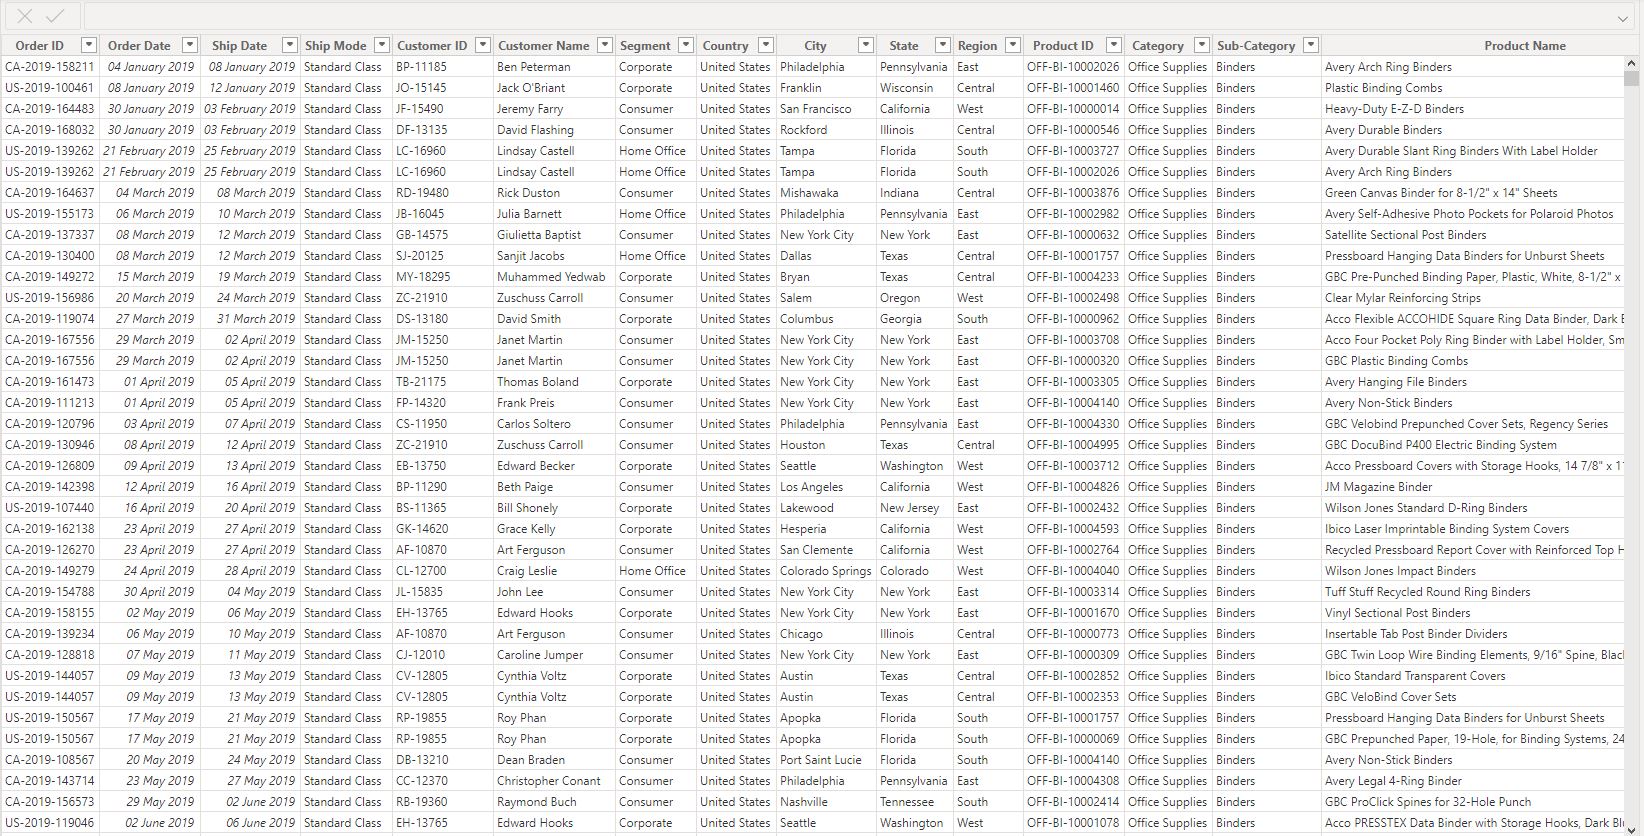 Order ID Order Date Ship Date Ship Mode Customer ID Customer Name Segment Country City State Region Product ID Category Sub-Category Product Name
CA-2019-158211 04 January 2019 08 January 2019 Standard Class BP-11185 Ben Peterman Corporate United States Philadelphia Pennsylvania East OFF-BI-10002026 Office Supplies Binders Avery Arch Ring Binders
US-2019-100461 08 January 2019 12 January 2019 Standard Class JO-15145 Jack O'Briant Corporate United States Franklin Wisconsin Central OFF-BI-10001460 Office Supplies Binders Plastic Binding Combs
CA-2019-164483 30 January 2019 03 February 2019 Standard Class JF-15490 Jeremy Farry Consumer United States San Francisco California West OFF-BI-10000014 Office Supplies Binders Heavy-Duty E-Z-D Binders
CA-2019-168032 30 January 2019 03 February 2019 Standard Class DF-13135 David Flashing Consumer United States Rockford Illinois Central OFF-BI-10000546 Office Supplies Binders Avery Durable Binders
US-2019-139262 21 February 2019 25 February 2019 Standard Class LC-16960 Lindsay Castell Home Office United States Tampa Florida South OFF-BI-10003727 Office Supplies Binders Avery Durable Slant Ring Binders With Label Holder
US-2019-139262 21 February 2019 25 February 2019 Standard Class LC-16960 Lindsay Castell Home Office United States Tampa Florida South OFF-BI-10002026 Office Supplies Binders Avery Arch Ring Binders
CA-2019-164637 04 March 2019 08 March 2019 Standard Class RD-19480 Rick Duston Consumer United States Mishawaka Indiana Central OFF-BI-10003876 Office Supplies Binders Green Canvas Binder for 8-1/2" x 14" Sheets
US-2019-155173 06 March 2019 10 March 2019 Standard Class JB-16045 Julia Barnett Home Office United States Philadelphia Pennsylvania East OFF-BI-10002982 Office Supplies Binders Avery Self-Adhesive Photo Pockets for Polaroid Photos
CA-2019-137337 08 March 2019 12 March 2019 Standard Class GB-14575 Giulietta Baptist Consumer United States New York City New York East OFF-BI-10000632 Office Supplies Binders Satellite Sectional Post Binders
CA-2019-130400 08 March 2019 12 March 2019 Standard Class SJ-20125 Sanjit Jacobs Home Office United States Dallas Texas Central OFF-BI-10001757 Office Supplies Binders Pressboard Hanging Data Binders for Unburst Sheets
CA-2019-149272 15 March 2019 19 March 2019 Standard Class MY-18295 Muhammed Yedwab Corporate United States Bryan Texas Central OFF-BI-10004233 Office Supplies Binders GBC Pre-Punched Binding Paper, Plastic, White, 8-1/2" x
US-2019-156986 20 March 2019 24 March 2019 Standard Class ZC-21910 Zuschuss Carroll Consumer United States Salem Oregon West OFF-BI-10002498 Office Supplies Binders Clear Mylar Reinforcing Strips
CA-2019-119074 27 March 2019 31 March 2019 Standard Class DS-13180 David Smith Corporate United States Columbus Georgia South OFF-BI-10000962 Office Supplies Binders Acco Flexible ACCOHIDE Square Ring Data Binder, Dark
CA-2019-167556 29 March 2019 02 April 2019 Standard Class JM-15250 Janet Martin Consumer United States New York City New York East OFF-BI-10003708 Office Supplies Binders Acco Four Pocket Poly Ring Binder with Label Holder, Sm
CA-2019-167556 29 March 2019 02 April 2019 Standard Class JM-15250 Janet Martin Consumer United States New York City New York East OFF-BI-10000320 Office Supplies Binders GBC Plastic Binding Combs
CA-2019-161473 01 April 2019 05 April 2019 Standard Class TB-21175 Thomas Boland Corporate United States New York City New York East OFF-BI-10003305 Office Supplies Binders Avery Hanging File Binders
CA-2019-111213 01 April 2019 05 April 2019 Standard Class FP-14320 Frank Preis Consumer United States New York City New York East OFF-BI-10004140 Office Supplies Binders Avery Non-Stick Binders
CA-2019-120796 03 April 2019 07 April 2019 Standard Class CS-11950 Carlos Soltero Consumer United States Philadelphia Pennsylvania East OFF-BI-10004330 Office Supplies Binders GBC Velobind Prepunched Cover Sets, Regency Series
CA-2019-130946 08 April 2019 12 April 2019 Standard Class ZC-21910 Zuschuss Carroll Consumer United States Houston Texas Central OFF-BI-10004995 Office Supplies Binders GBC DocuBind P400 Electric Binding System
CA-2019-126809 09 April 2019 13 April 2019 Standard Class EB-13750 Edward Becker Corporate United States Seattle Washington West OFF-BI-10003712 Office Supplies Binders Acco Pressboard Covers with Storage Hooks, 14 7/8" x 1
CA-2019-142398 12 April 2019 16 April 2019 Standard Class BP-11290 Beth Paige Consumer United States Los Angeles California West OFF-BI-10004826 Office Supplies Binders JM Magazine Binder
US-2019-107440 16 April 2019 20 April 2019 Standard Class BS-11365 Bill Shonely Corporate United States Lakewood New Jersey East OFF-BI-10002432 Office Supplies Binders Wilson Jones Standard D-Ring Binders
CA-2019-162138 23 April 2019 27 April 2019 Standard Class GK-14620 Grace Kelly Corporate United States Hesperia California West OFF-BI-10004593 Office Supplies Binders Ibico Laser Imprintable Binding System Covers
CA-2019-126270 23 April 2019 27 April 2019 Standard Class AF-10870 Art Ferguson Consumer United States San Clemente California West OFF-BI-10002764 Office Supplies Binders Recycled Pressboard Report Cover with Reinforced Top H
CA-2019-149279 24 April 2019 28 April 2019 Standard Class CL-12700 Craig Leslie Home Office United States Colorado Springs Colorado West OFF-BI-10004040 Office Supplies Binders Wilson Jones Impact Binders
CA-2019-154788 30 April 2019 04 May 2019 Standard Class JL-15835 John Lee Consumer United States New York City New York East OFF-BI-10003314 Office Supplies Binders Tuff Stuff Recycled Round Ring Binders
CA-2019-158155 02 May 2019 06 May 2019 Standard Class EH-13765 Edward Hooks Corporate United States New York City New York East OFF-BI-10001670 Office Supplies Binders Vinyl Sectional Post Binders
CA-2019-139234 06 May 2019 10 May 2019 Standard Class AF-10870 Art Ferguson Consumer United States Chicago Illinois Central OFF-BI-10000773 Office Supplies Binders Insertable Tab Post Binder Dividers
CA-2019-128818 07 May 2019 11 May 2019 Standard Class CJ-12010 Caroline Jumper Consumer United States New York City New York East OFF-BI-10000309 Office Supplies Binders GBC Twin Loop Wire Binding Elements, 9/16" Spine, Blac
US-2019-144057 09 May 2019 13 May 2019 Standard Class CV-12805 Cynthia Voltz Corporate United States Austin Texas Central OFF-BI-10002852 Office Supplies Binders Ibico Standard Transparent Covers
US-2019-144057 09 May 2019 13 May 2019 Standard Class CV-12805 Cynthia Voltz Corporate United States Austin Texas Central OFF-BI-10002353 Office Supplies Binders GBC VeloBind Cover Sets
US-2019-150567 17 May 2019 21 May 2019 Standard Class RP-19855 Roy Phan Corporate United States Apopka Florida South OFF-BI-10001757 Office Supplies Binders Pressboard Hanging Data Binders for Unburst Sheets
US-2019-150567 17 May 2019 21 May 2019 Standard Class RP-19855 Roy Phan Corporate United States Apopka Florida South OFF-BI-10000069 Office Supplies Binders GBC Prepunched Paper, 19-Hole, for Binding Systems, 24
CA-2019-108567 20 May 2019 24 May 2019 Standard Class DB-13210 Dean Braden Consumer United States Port Saint Lucie Florida South OFF-BI-10004140 Office Supplies Binders Avery Non-Stick Binders
CA-2019-143714 23 May 2019 27 May 2019 Standard Class CC-12370 Christopher Conant Consumer United States Philadelphia Pennsylvania East OFF-BI-10004308 Office Supplies Binders Avery Legal 4-Ring Binder
CA-2019-156573 29 May 2019 02 June 2019 Standard Class RB-19360 Raymond Buch Consumer United States Nashville Tennessee South OFF-BI-10002414 Office Supplies Binders GBC ProClick Spines for 32-Hole Punch
US-2019-119046 02 June 2019 06 June 2019 Standard Class EH-13765 Edward Hooks Corporate United States Seattle Washington West OFF-BI-10001078 Office Supplies Binders Acco PRESSTEX Data Binder with Storage Hooks, Dark Bl